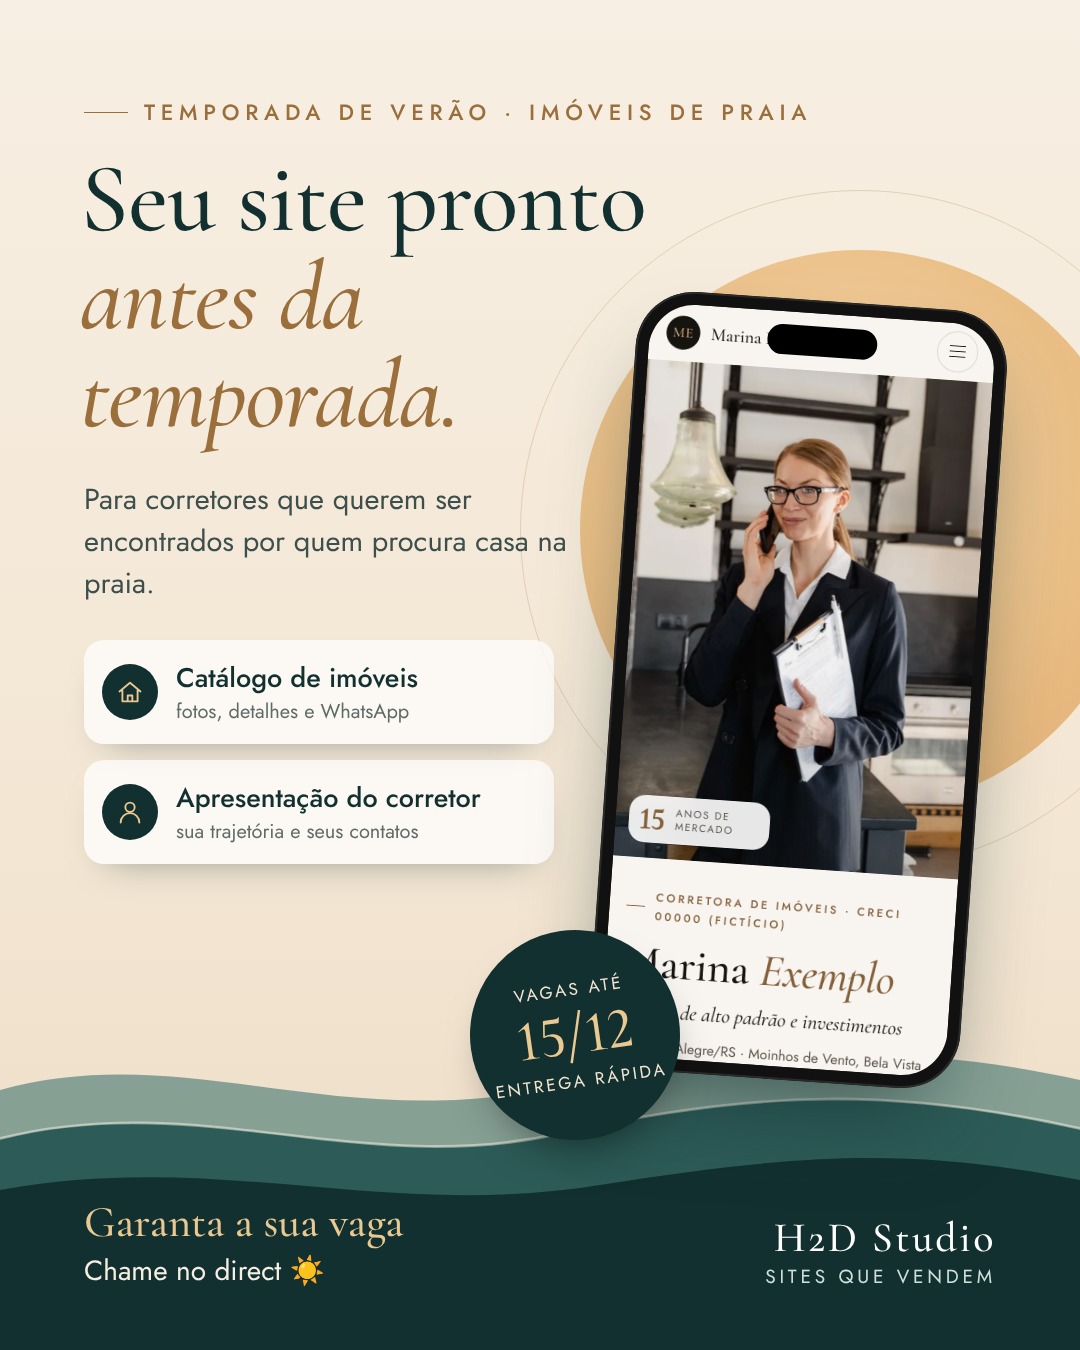 TEMPORADA DE VERÃO · IMÓVEIS DE PRAIA
Seu site pronto
antes da
temporada.
Para corretores que querem ser
encontrados por quem procura casa na
praia.
Catálogo de imóveis
fotos, detalhes e WhatsApp
Apresentação do corretor
sua trajetória e seus contatos
ME
Marina
15
ANOS DE
MERCADO
CORRETORA DE IMÓVEIS · CRECI
00000 (FICTÍCIO)
Marina Exemplo
de alto padrão e investimentos
Alegre/RS · Moinhos de Vento, Bela Vista
VAGAS ATÉ
15/12
ENTREGA RÁPIDA
Garanta a sua vaga
Chame no direct ☀️
H2D Studio
SITES QUE VENDEM